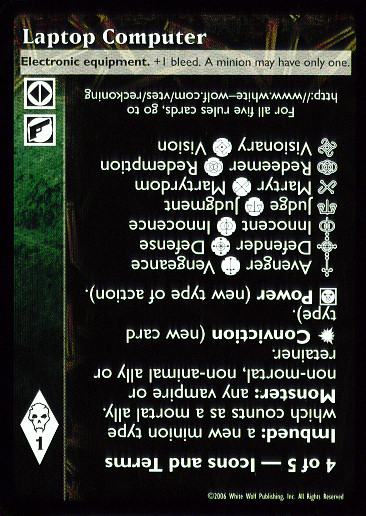 Laptop Computer
Electronic equipment. +1 bleed. A minion may have only one.
4 of 5 — Icons and Terms
Imbued: a new minion type
which counts as a mortal ally.
Monster: any vampire or
non-mortal, non-animal ally or
retainer.
Conviction (new card
type).
Power (new type of action).
Avenger Vengeance
Defender Defense
Innocent Innocence
Judge Judgment
Martyr Martyrdom
Redeemer Redemption
Visionary Vision
For all five rules cards, go to
http://www.white-wolf.com/vtes/reckoning
1
©2006 White Wolf Publishing, Inc. All Rights Reserved